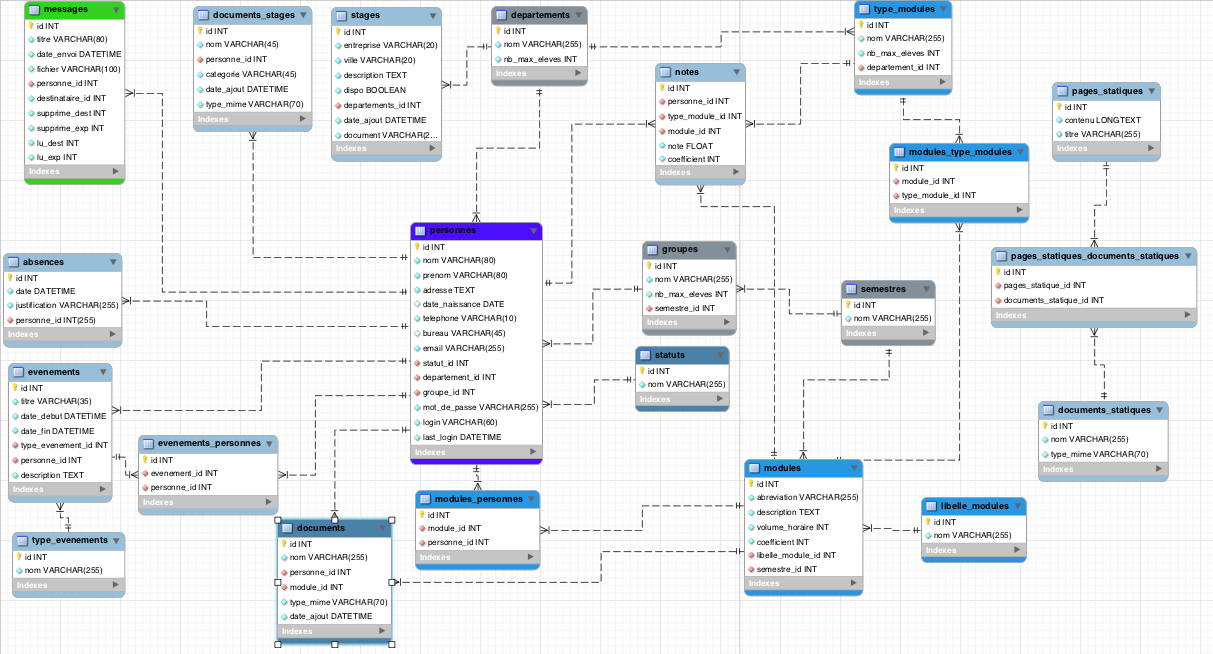 messages
id INT
titre VARCHAR(80)
date_envoi DATETIME
fichier VARCHAR(100)
personne_id INT
destinataire_id INT
supprime_dest INT
supprime_exp INT
lu_dest INT
lu_exp INT
Indexes
documents_stages
id INT
nom VARCHAR(45)
personne_id INT
categorie VARCHAR(45)
date_ajout DATETIME
type_mime VARCHAR(70)
Indexes
stages
id INT
entreprise VARCHAR(20)
ville VARCHAR(20)
description TEXT
dispo BOOLEAN
departements_id INT
date_ajout DATETIME
document VARCHAR(2...
Indexes
departements
id INT
nom VARCHAR(255)
nb_max_eleves INT
Indexes
notes
id INT
personne_id INT
type_module_id INT
module_id INT
note FLOAT
coefficient INT
Indexes
type_modules
id INT
nom VARCHAR(255)
nb_max_eleves INT
departement_id INT
Indexes
modules_type_modules
id INT
module_id INT
type_module_id INT
Indexes
pages_statiques
id INT
contenu LONGTEXT
titre VARCHAR(255)
Indexes
pages_statiques_documents_statiques
id INT
pages_statique_id INT
documents_statique_id INT
Indexes
documents_statiques
id INT
nom VARCHAR(255)
type_mime VARCHAR(70)
Indexes
absences
id INT
date DATETIME
justification VARCHAR(255)
personne_id INT(255)
Indexes
personnes
id INT
nom VARCHAR(80)
prenom VARCHAR(80)
adresse TEXT
date_naissance DATE
telephone VARCHAR(10)
bureau VARCHAR(45)
email VARCHAR(255)
statut_id INT
departement_id INT
groupe_id INT
mot_de_passe VARCHAR(255)
login VARCHAR(60)
last_login DATETIME
Indexes
groupes
id INT
nom VARCHAR(255)
nb_max_eleves INT
semestre_id INT
Indexes
semestres
id INT
nom VARCHAR(255)
Indexes
statuts
id INT
nom VARCHAR(255)
Indexes
evenements
id INT
titre VARCHAR(35)
date_debut DATETIME
date_fin DATETIME
type_evenement_id INT
personne_id INT
description TEXT
Indexes
evenements_personnes
id INT
evenement_id INT
personne_id INT
Indexes
type_evenements
id INT
nom VARCHAR(255)
Indexes
documents
id INT
nom VARCHAR(255)
personne_id INT
module_id INT
type_mime VARCHAR(70)
date_ajout DATETIME
Indexes
modules_personnes
id INT
module_id INT
personne_id INT
Indexes
modules
id INT
abreviation VARCHAR(255)
description TEXT
volume_horaire INT
coefficient INT
libelle_module_id INT
semestre_id INT
Indexes
libelle_modules
id INT
nom VARCHAR(255)
Indexes